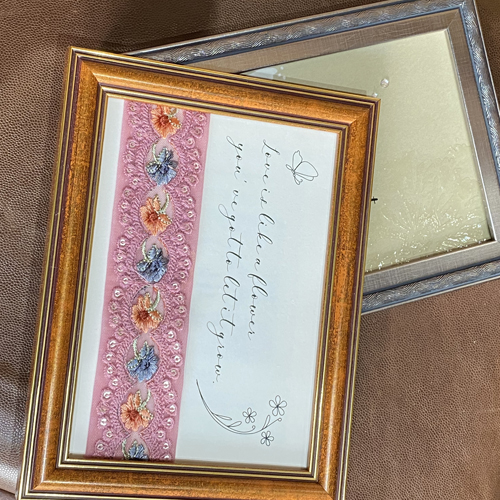 Love is like a flower
you've got to let it grow.